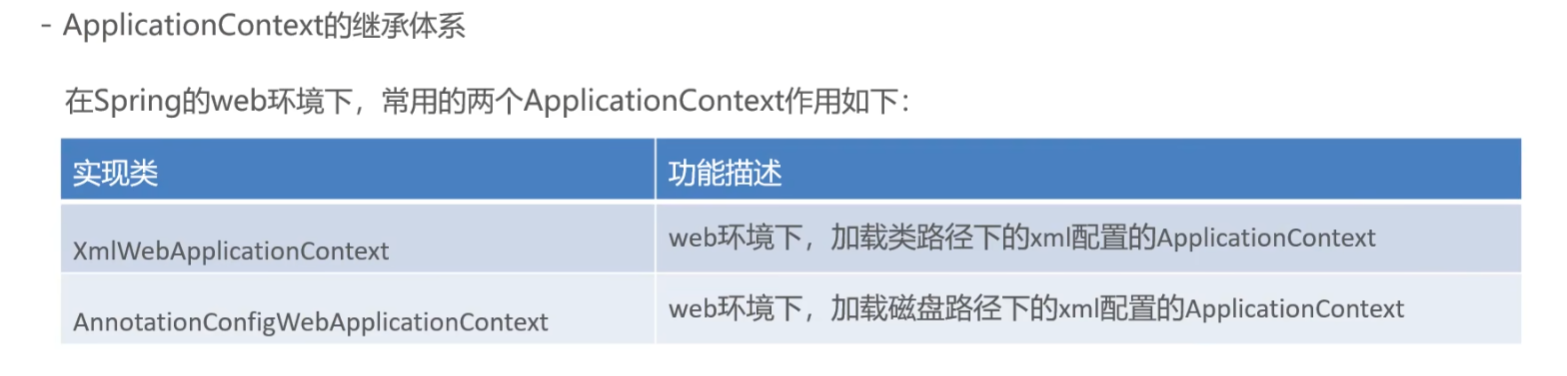 - ApplicationContext的继承体系
在Spring的web环境下，常用的两个ApplicationContext作用如下：
实现类 功能描述
XmlWebApplicationContext web环境下，加载类路径下的xml配置的ApplicationContext
AnnotationConfigWebApplicationContext web环境下，加载磁盘路径下的xml配置的ApplicationContext